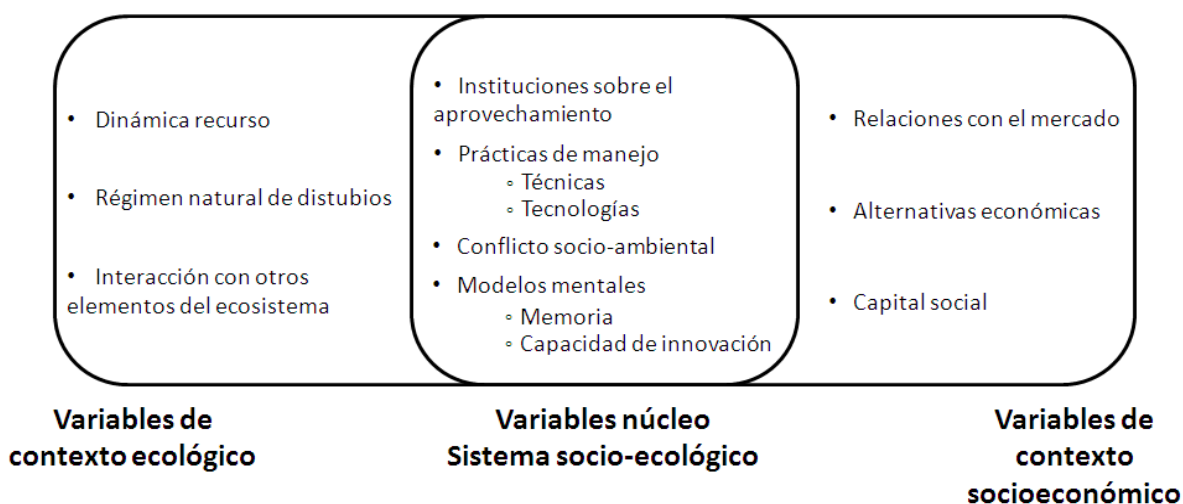 • Dinámica recurso
• Régimen natural de distubios
• Interacción con otros
elementos del ecosistema
• Instituciones sobre el
aprovechamiento
• Prácticas de manejo
◦ Técnicas
◦ Tecnologías
• Conflicto socio-ambiental
• Modelos mentales
◦ Memoria
◦ Capacidad de innovación
• Relaciones con el mercado
• Alternativas económicas
• Capital social
Variables de
contexto ecológico
Variables núcleo
Sistema socio-ecológico
Variables de
contexto
socioeconómico